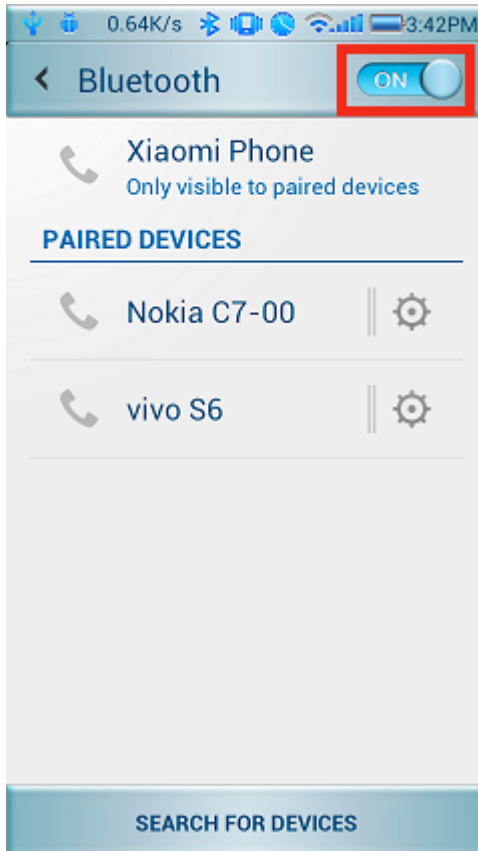 0.64K/s 3:42PM
Bluetooth ON
Xiaomi Phone
Only visible to paired devices
PAIRED DEVICES
Nokia C7-00
vivo S6
SEARCH FOR DEVICES